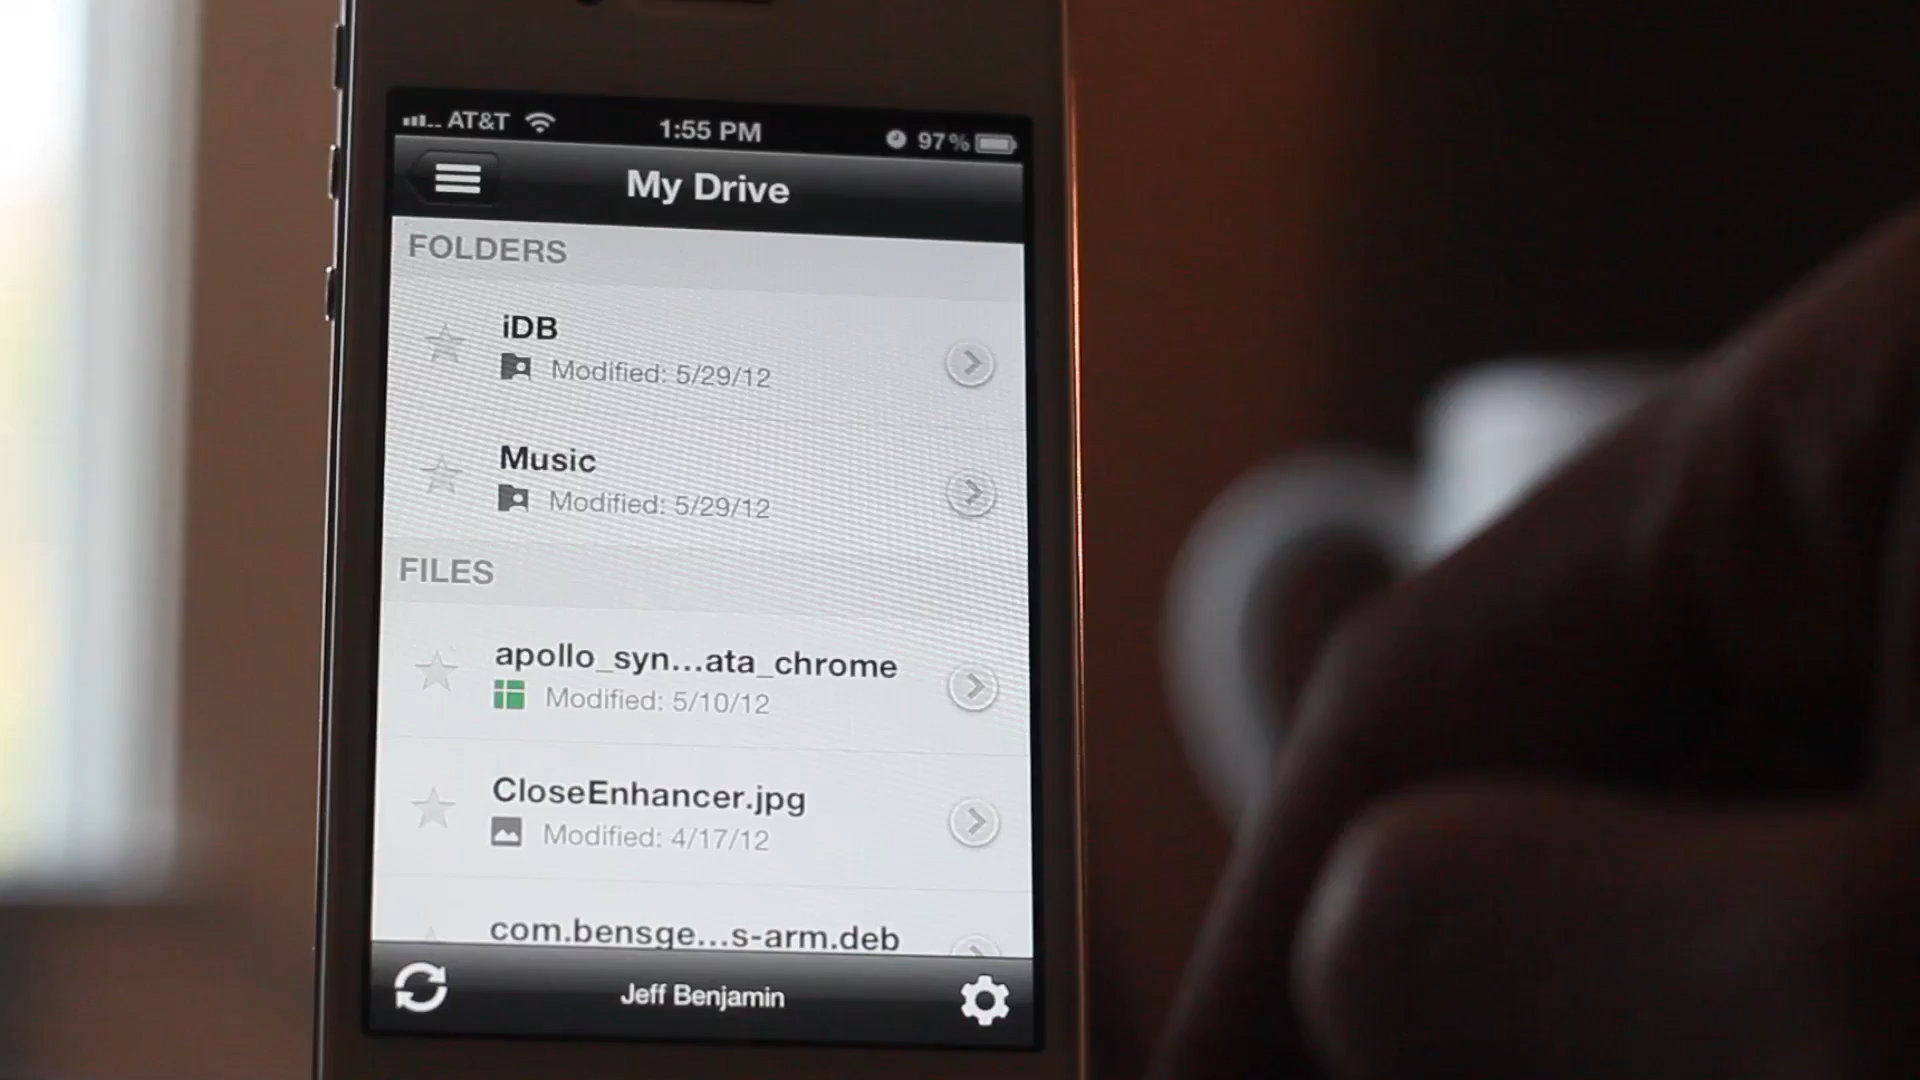 AT&T 1:55 PM 97%
My Drive
FOLDERS
iDB
Modified: 5/29/12
Music
Modified: 5/29/12
FILES
apollo_syn...ata_chrome
Modified: 5/10/12
CloseEnhancer.jpg
Modified: 4/17/12
com.bensge...s-arm.deb
Jeff Benjamin